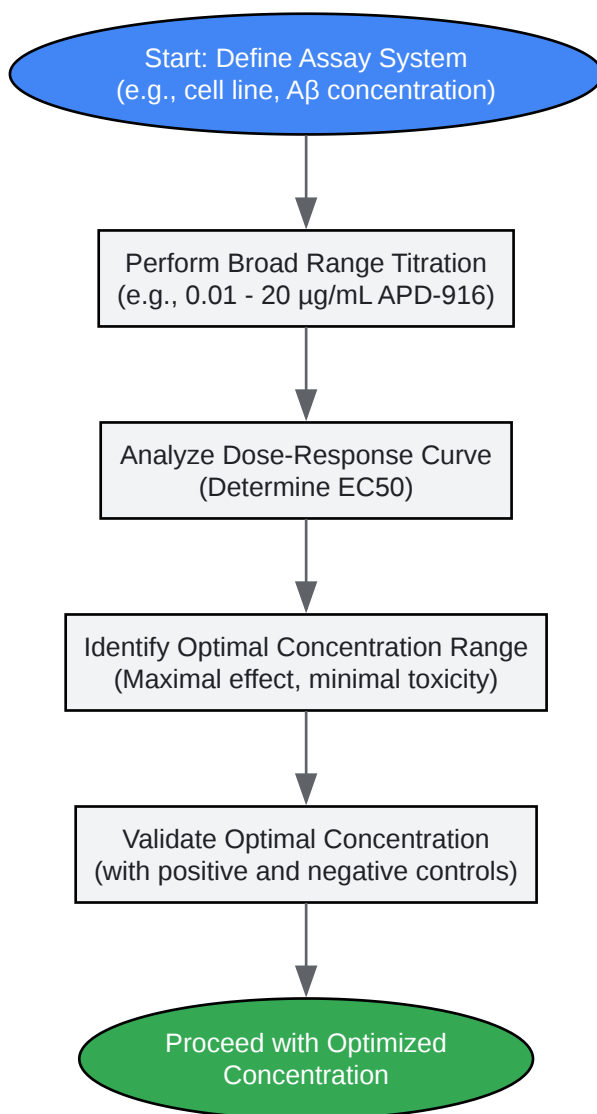 Start: Define Assay System
(e.g., cell line, Aβ concentration)
Perform Broad Range Titration
(e.g., 0.01 - 20 µg/mL APD-916)
Analyze Dose-Response Curve
(Determine EC50)
Identify Optimal Concentration Range
(Maximal effect, minimal toxicity)
Validate Optimal Concentration
(with positive and negative controls)
Proceed with Optimized
Concentration